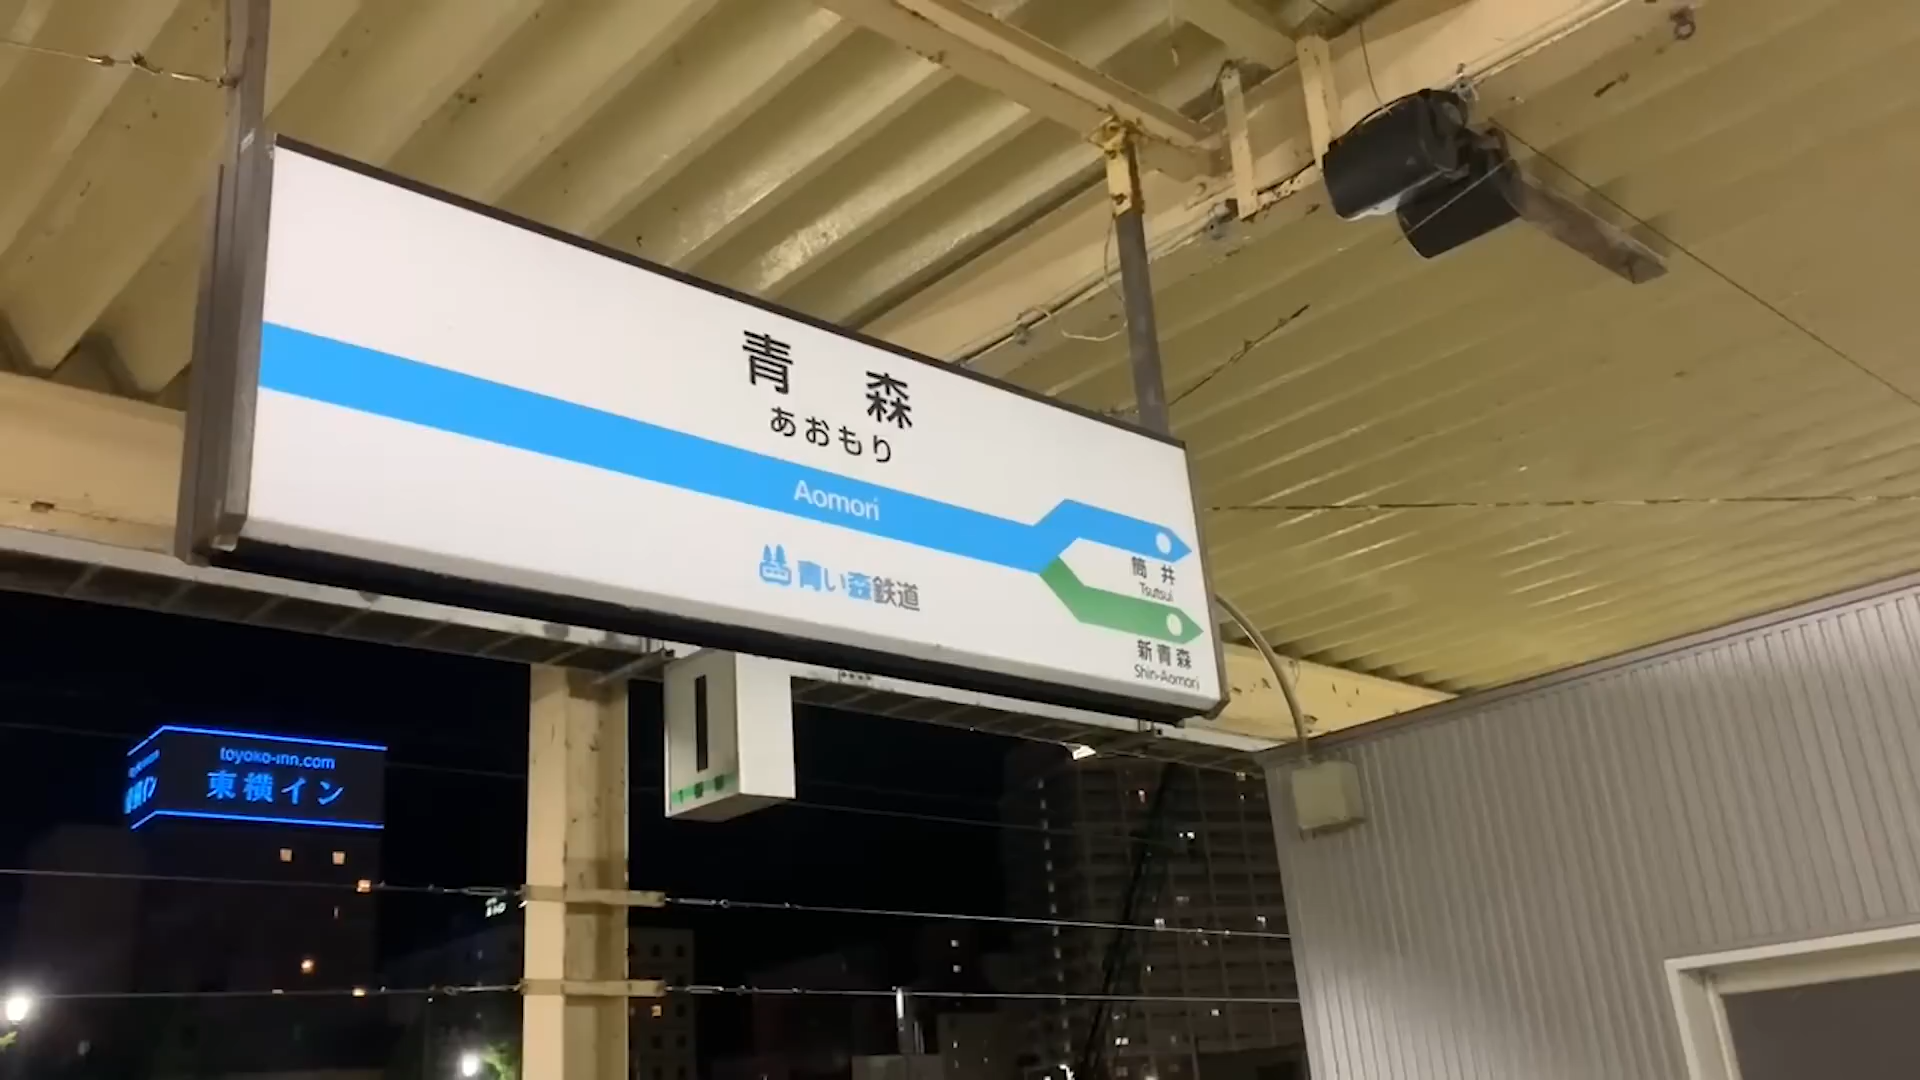 青 森
あおもり
Aomori
青い森鉄道
筒 井
Tsutsui
新青森
Shin-Aomori
toyoko-inn.com
東横イン